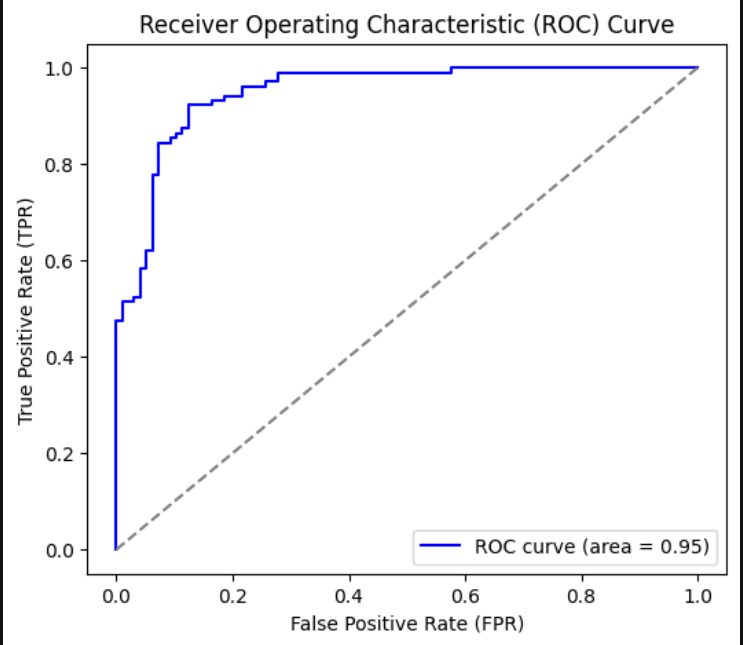 Receiver Operating Characteristic (ROC) Curve
1.0
0.8
0.6
0.4
0.2
0.0
True Positive Rate (TPR)
ROC curve (area = 0.95)
0.0 0.2 0.4 0.6 0.8 1.0
False Positive Rate (FPR)